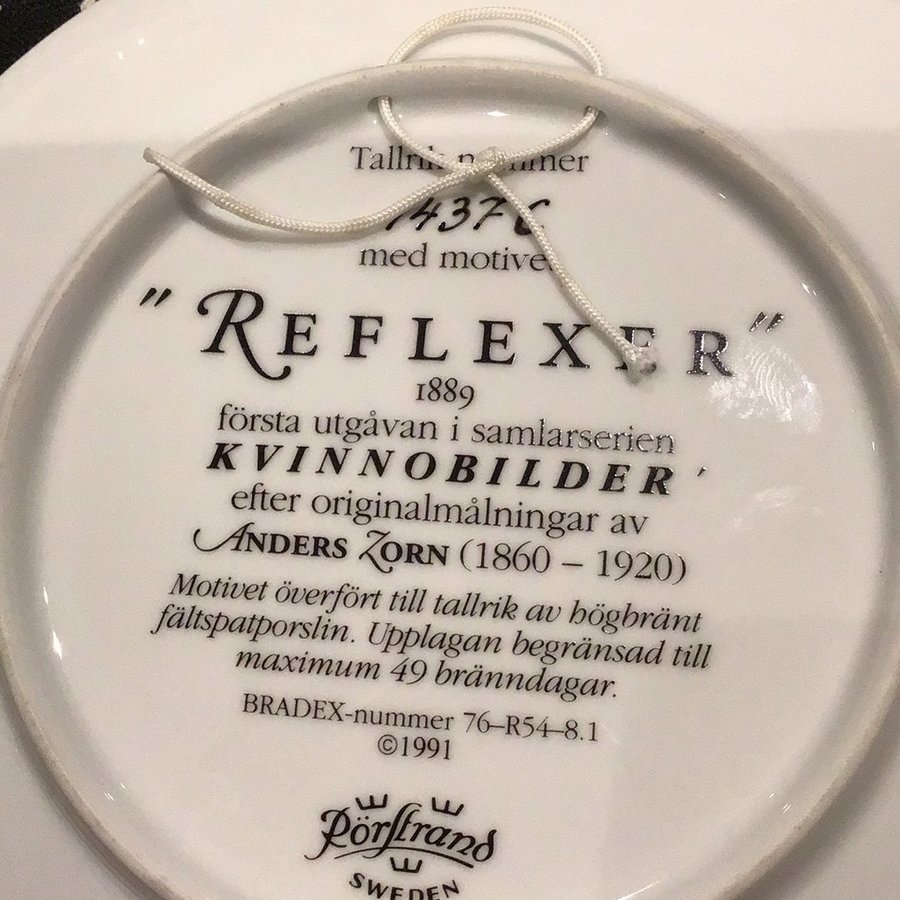 Tallrik nummer
med motivet
"REFLEXER"
1889
första utgåvan i samlarserien
KVINNOBILDER'
efter originalmålningar av
ANDERS ZORN (1860 – 1920)
Motivet överfört till tallrik av högbränt
fältspatporslin. Upplagan begränsad till
maximum 49 bränndagar.
BRADEX-nummer 76–R54–8.1
©1991
Rörstrand
SWEDEN